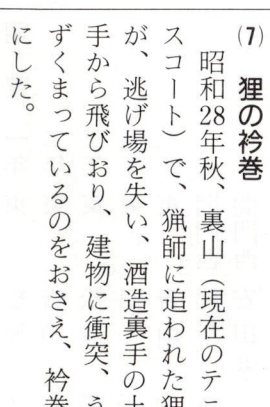 (7) 狸の衿巻
昭和28年秋、裏山（現在のテ
スコート）で、猟師に追われた狸
が、逃げ場を失い、酒造裏手の土
手から飛びおり、建物に衝突、う
ずくまっているのをおさえ、衿巻
にした。